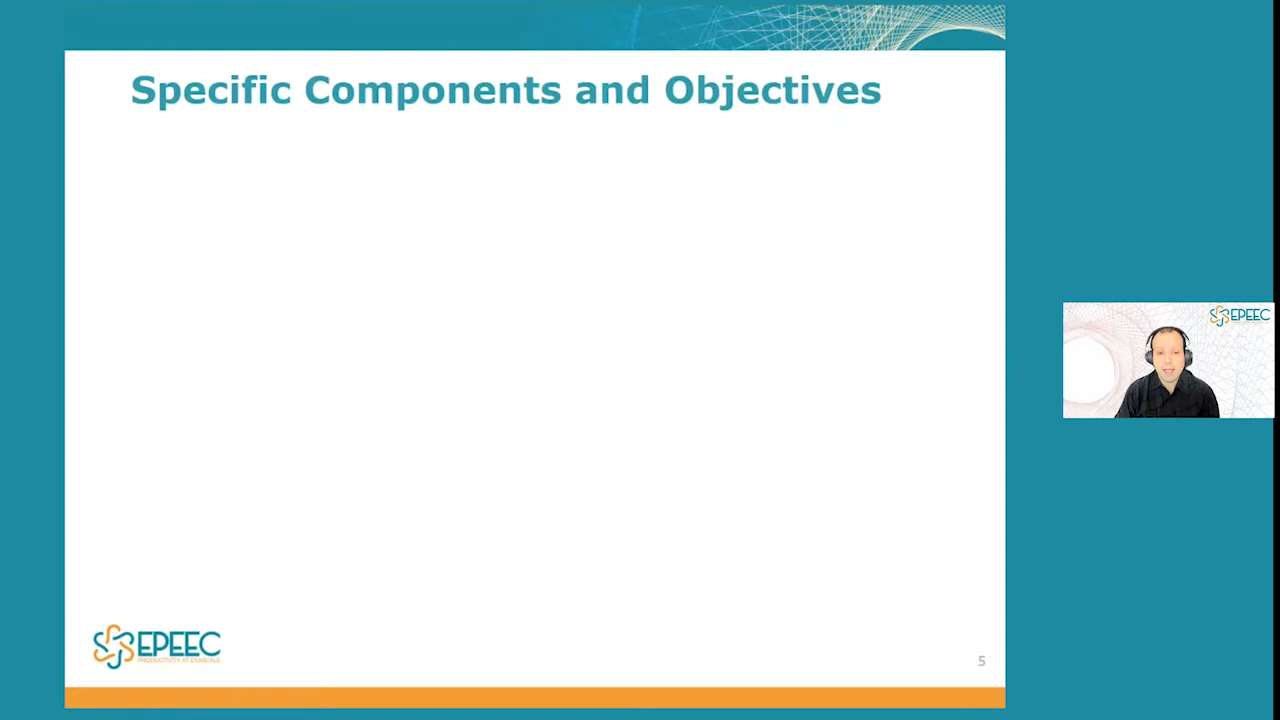 Specific Components and Objectives
EPEEC
EPEEC
PRODUCTIVITY AT EXASCALE
5